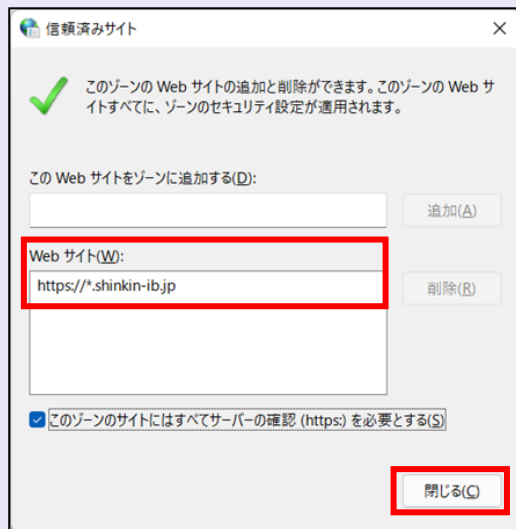 信頼済みサイト
このゾーンの Web サイトの追加と削除ができます。このゾーンの Web サ
イトすべてに、ゾーンのセキュリティ設定が適用されます。
この Web サイトをゾーンに追加する(D):
追加(A)
Web サイト(W):
https://*.shinkin-ib.jp
削除(R)
このゾーンのサイトにはすべてサーバーの確認 (https:) を必要とする(S)
閉じる(C)